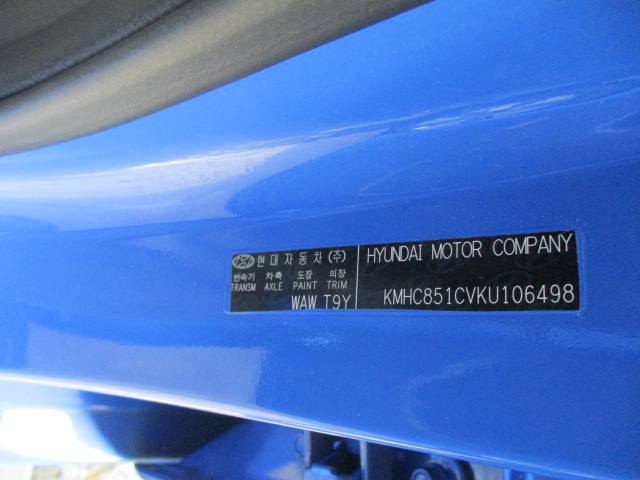 현대자동차(주)
변속기 차축 도장 의장
TRANSM AXLE PAINT TRIM
WAW T9Y
HYUNDAI MOTOR COMPANY
KMHC851CVKU106498